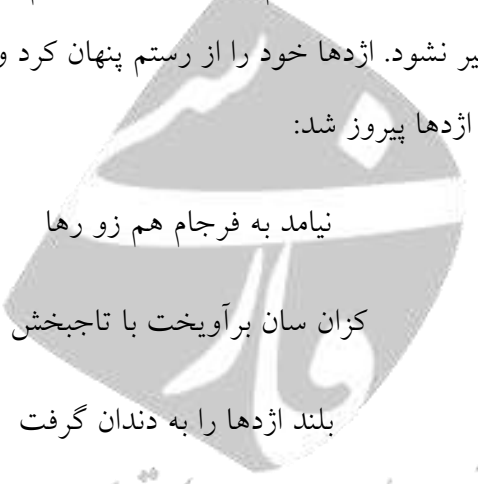 یر نشود. اژدها خود را از رستم پنهان کرد و
اژدها پیروز شد:
نیامد به فرجام هم زو رها
کزان سان برآویخت با تاجبخش
بلند اژدها را به دندان گرفت